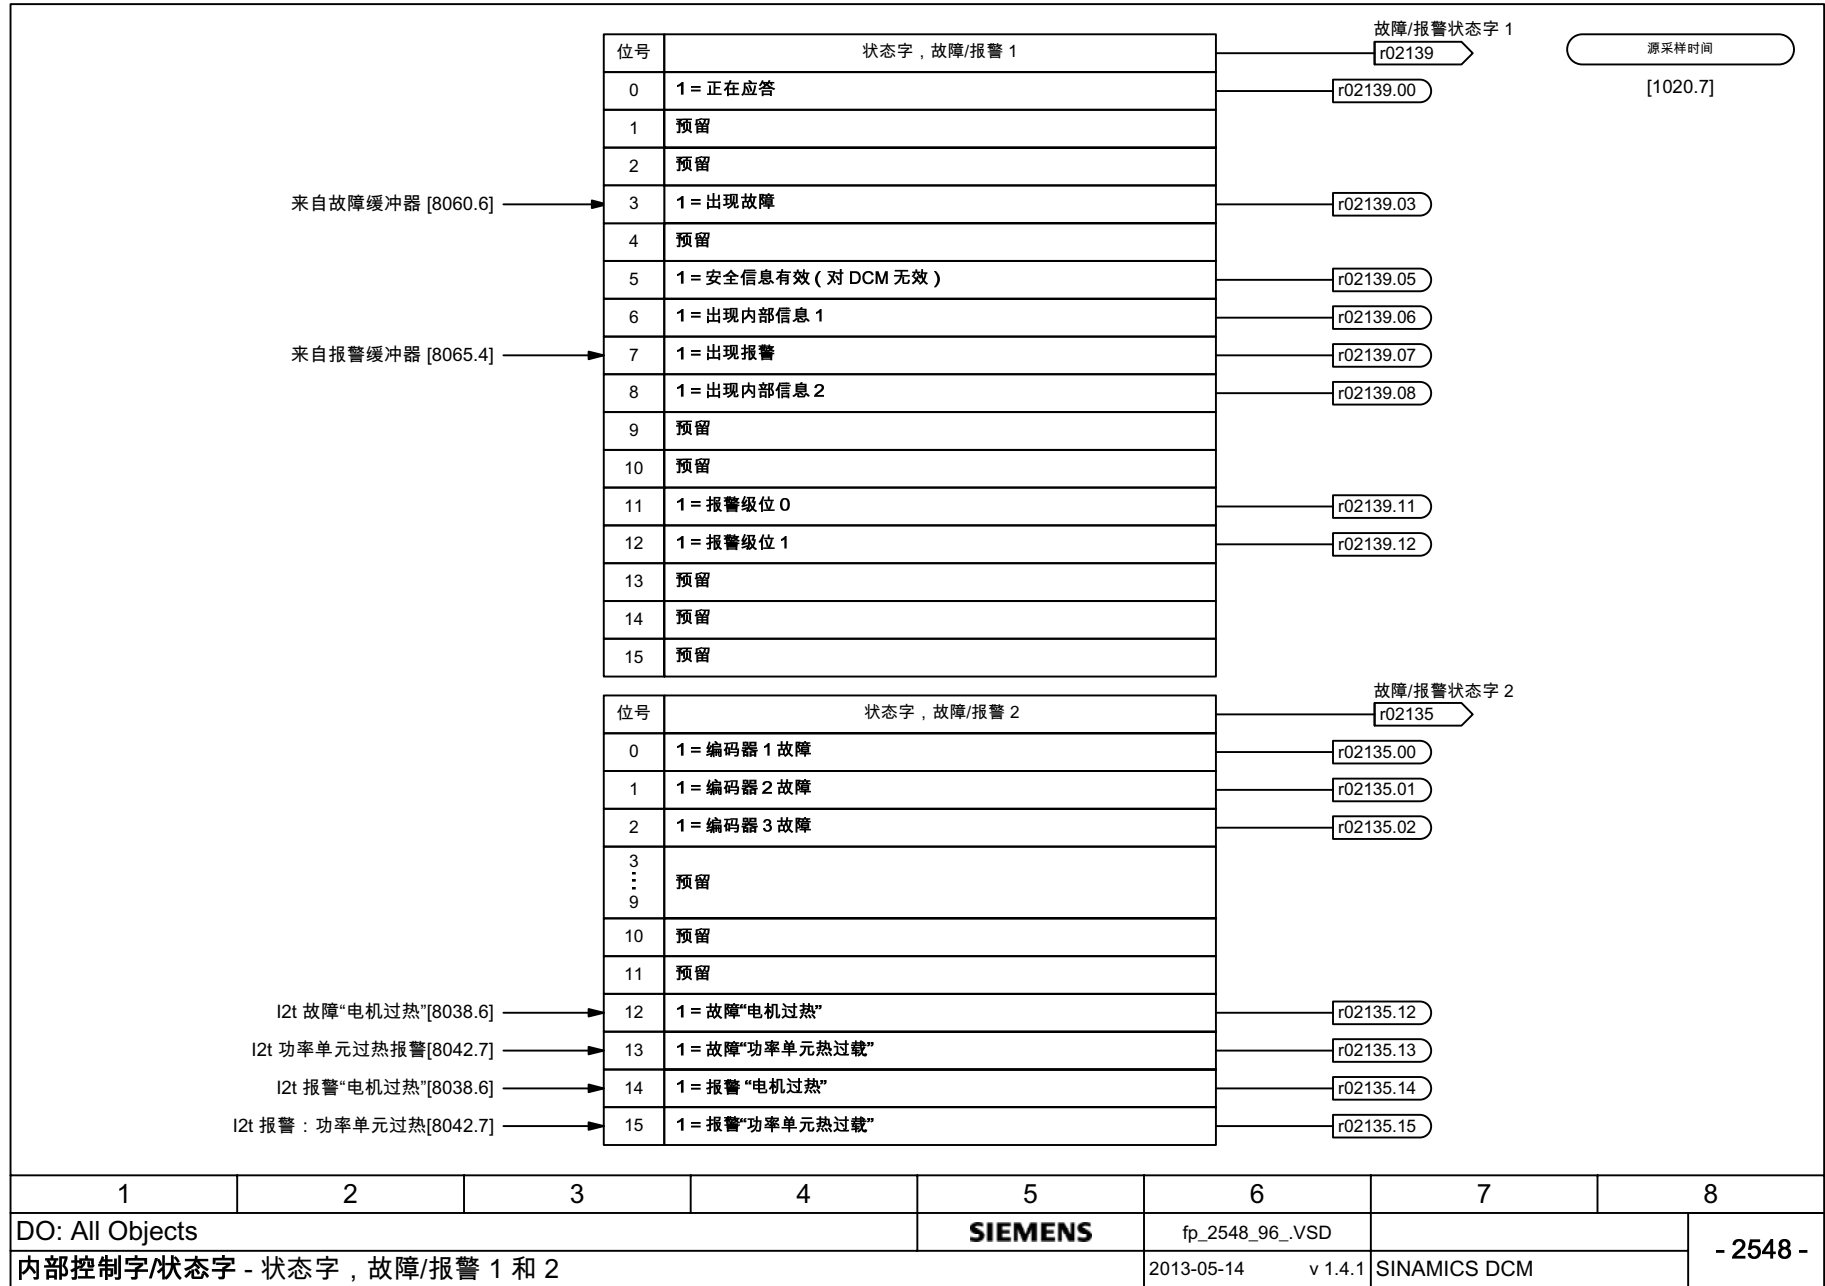 故障/报警状态字 1
位号 状态字，故障/报警 1 r02139 源采样时间
0 1 = 正在应答 r02139.00 [1020.7]
1 预留
2 预留
来自故障缓冲器 [8060.6] 3 1 = 出现故障 r02139.03
4 预留
5 1 = 安全信息有效 ( 对 DCM 无效 ) r02139.05
6 1 = 出现内部信息 1 r02139.06
来自报警缓冲器 [8065.4] 7 1 = 出现报警 r02139.07
8 1 = 出现内部信息 2 r02139.08
9 预留
10 预留
11 1 = 报警级位 0 r02139.11
12 1 = 报警级位 1 r02139.12
13 预留
14 预留
15 预留
故障/报警状态字 2
位号 状态字，故障/报警 2 r02135
0 1 = 编码器 1 故障 r02135.00
1 1 = 编码器 2 故障 r02135.01
2 1 = 编码器 3 故障 r02135.02
3
预留
9
10 预留
11 预留
I2t 故障“电机过热”[8038.6] 12 1 = 故障“电机过热” r02135.12
I2t 功率单元过热报警[8042.7] 13 1 = 故障“功率单元热过载” r02135.13
I2t 报警“电机过热”[8038.6] 14 1 = 报警 “电机过热” r02135.14
I2t 报警：功率单元过热[8042.7] 15 1 = 报警“功率单元热过载” r02135.15
1 2 3 4 5 6 7 8
DO: All Objects SIEMENS fp_2548_96_.VSD - 2548 -
内部控制字/状态字 - 状态字，故障/报警 1 和 2 2013-05-14 v 1.4.1 SINAMICS DCM